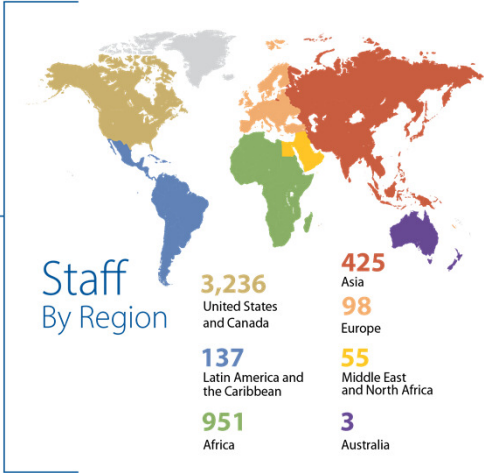 Staff
By Region
3,236
United States
and Canada
137
Latin America and
the Caribbean
951
Africa
425
Asia
98
Europe
55
Middle East
and North Africa
3
Australia